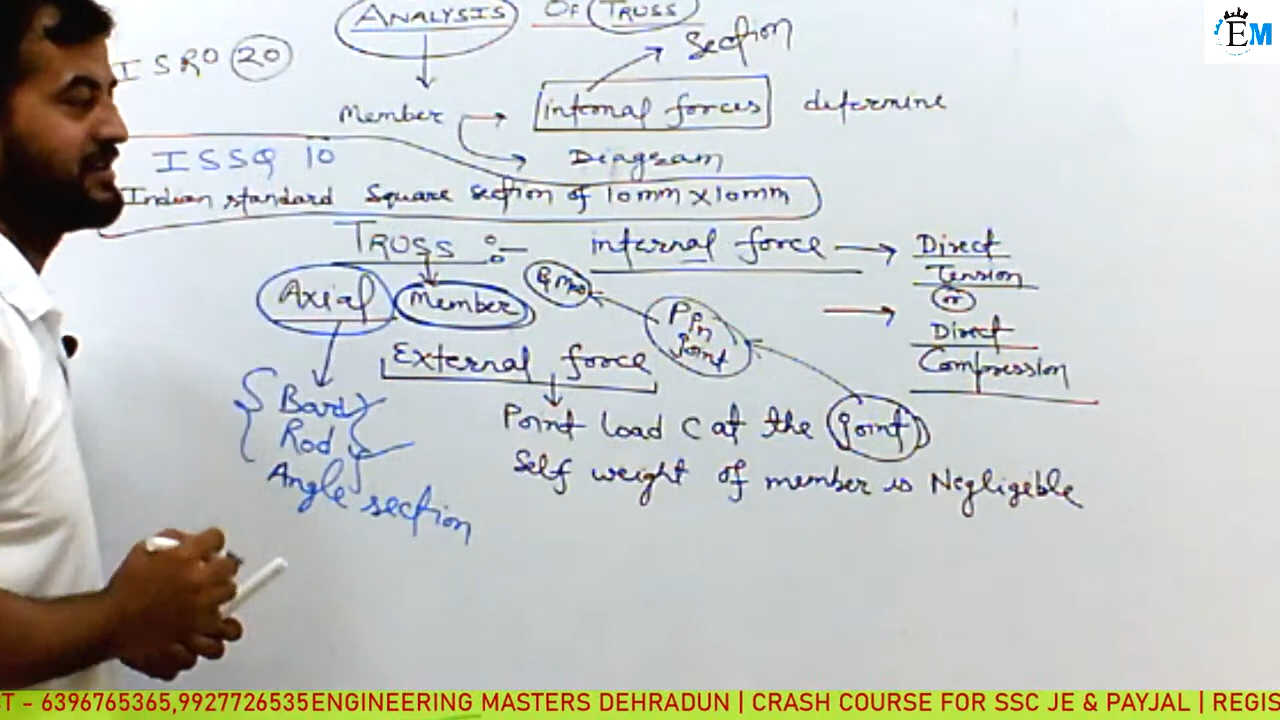 ANALYSIS OF TRUSS
Section
ISRO 20
Member
internal forces determine
Diagram
ISSQ 10
Indian standard Square section of 10mm x 10mm
TRUSS :- internal force
Direct
Tension
or
Direct
Compression
Axial Member
Pin
Joint
External force
Bar
Rod
Angle section
Point load C at the Joint)
Self weight of member is Negligible
EM
T - 6396765365,9927726535ENGINEERING MASTERS DEHRADUN | CRASH COURSE FOR SSC JE & PAYJAL | REGIS